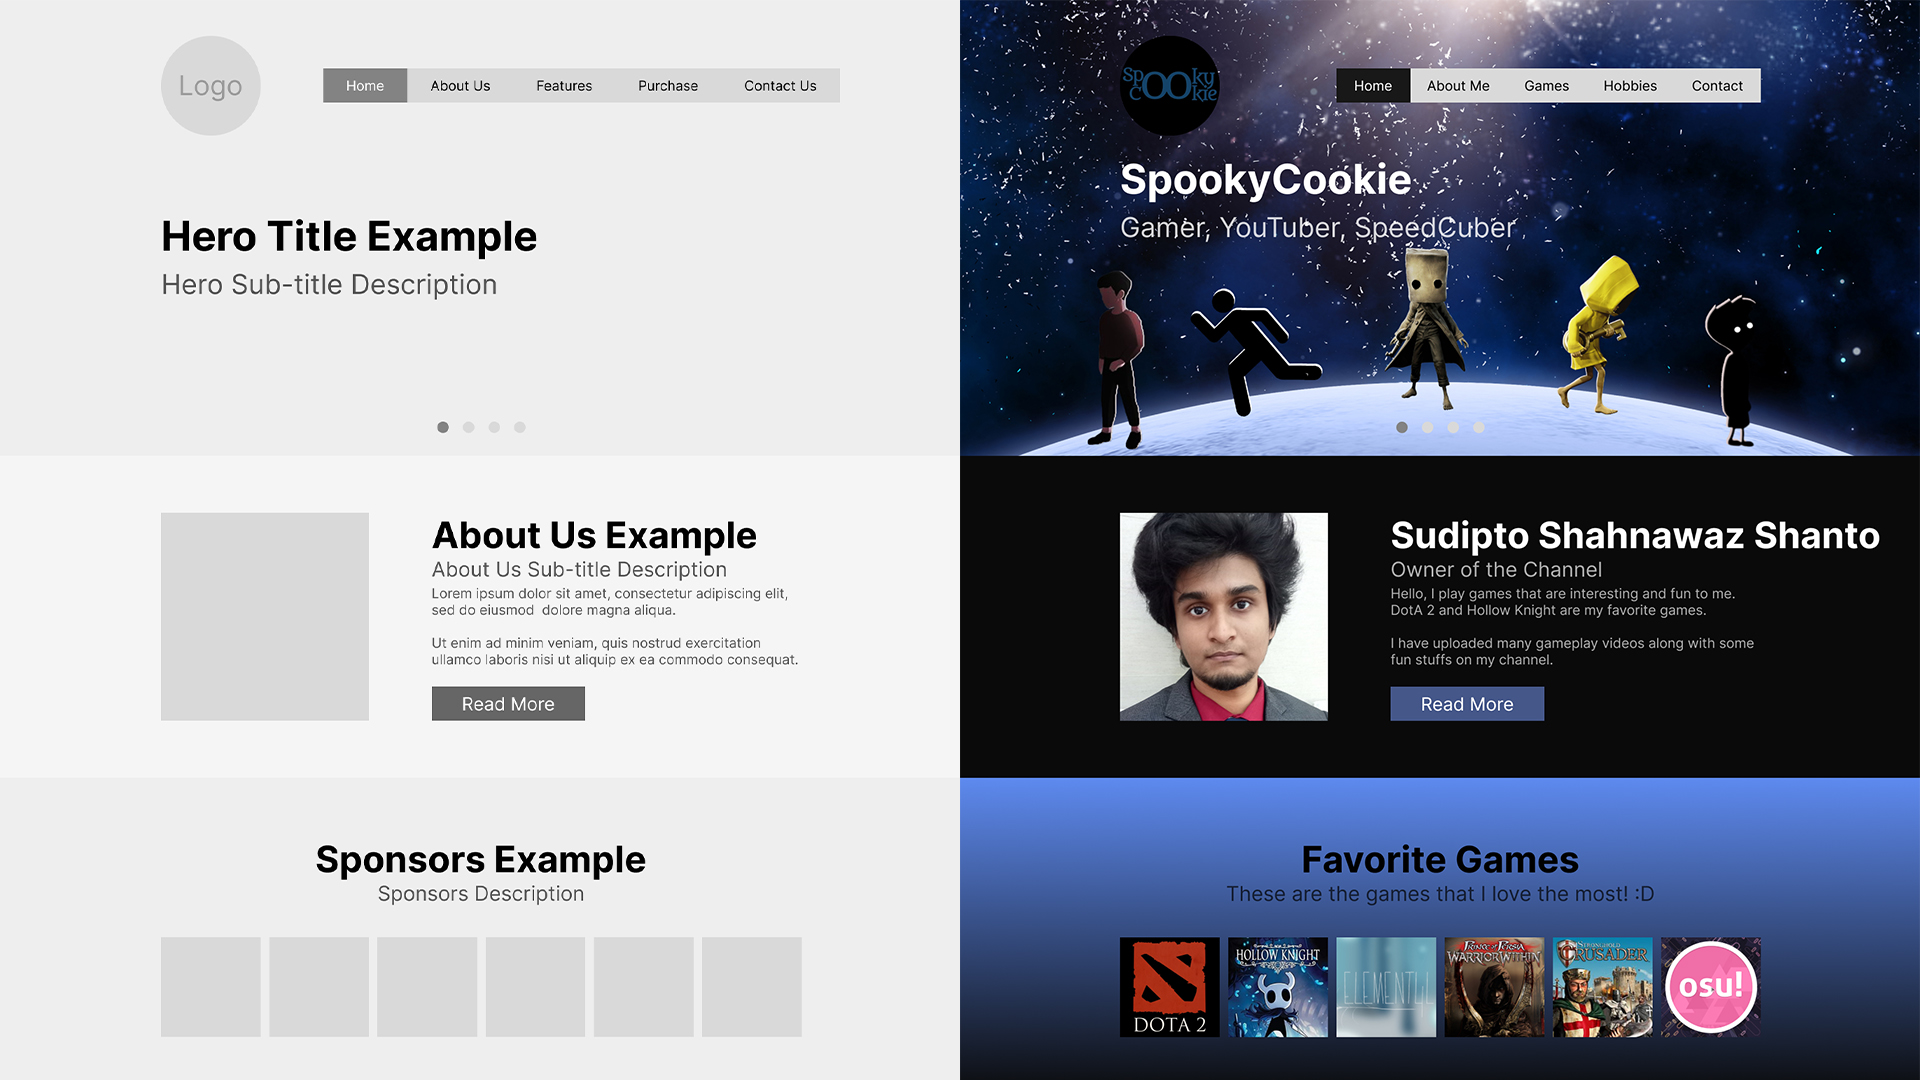 Logo
Home About Us Features Purchase Contact Us
Hero Title Example
Hero Sub-title Description
About Us Example
About Us Sub-title Description
Lorem ipsum dolor sit amet, consectetur adipiscing elit,
sed do eiusmod  dolore magna aliqua.
Ut enim ad minim veniam, quis nostrud exercitation
ullamco laboris nisi ut aliquip ex ea commodo consequat.
Read More
Sponsors Example
Sponsors Description
Spooky
Cookie
Home About Me Games Hobbies Contact
SpookyCookie
Gamer, YouTuber, SpeedCuber
Sudipto Shahnawaz Shanto
Owner of the Channel
Hello, I play games that are interesting and fun to me.
DotA 2 and Hollow Knight are my favorite games.
I have uploaded many gameplay videos along with some
fun stuffs on my channel.
Read More
Favorite Games
These are the games that I love the most! :D
DOTA 2
HOLLOW KNIGHT
PRINCE OF PERSIA
WARRIOR WITHIN
STRONGHOLD
CRUSADER
osu!